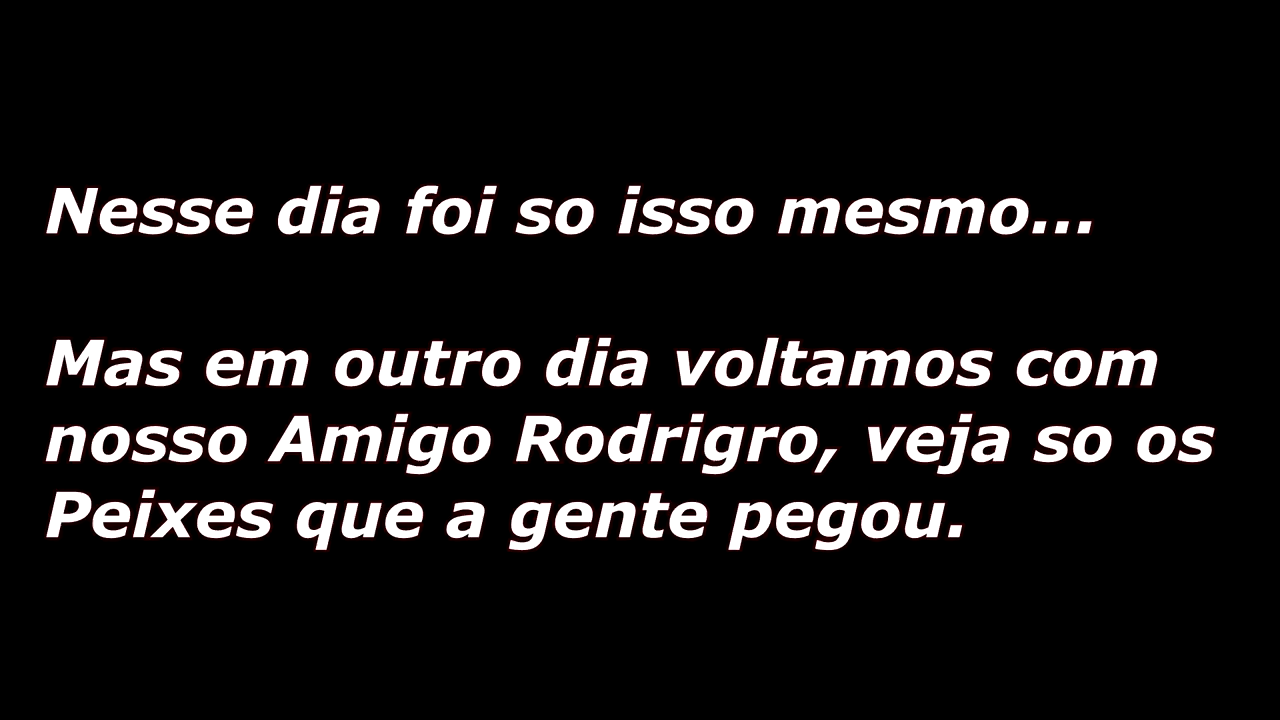 Nesse dia foi so isso mesmo...
Mas em outro dia voltamos com
nosso Amigo Rodrigro, veja so os
Peixes que a gente pegou.